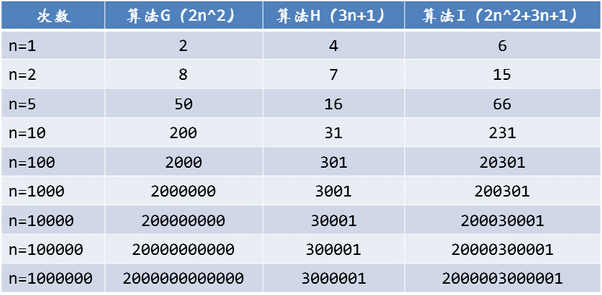 次数 算法G（2n^2） 算法H（3n+1） 算法I（2n^2+3n+1）
n=1 2 4 6
n=2 8 7 15
n=5 50 16 66
n=10 200 31 231
n=100 2000 301 20301
n=1000 2000000 3001 200301
n=10000 200000000 30001 200030001
n=100000 20000000000 300001 20000300001
n=1000000 2000000000000 3000001 2000003000001